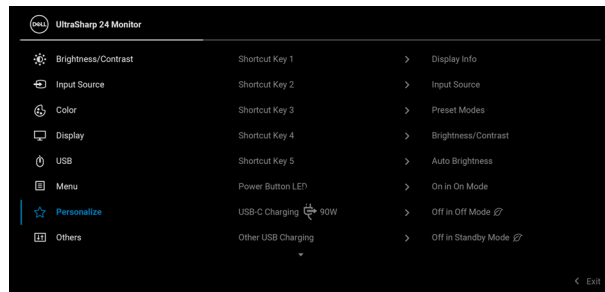 DELL UltraSharp 24 Monitor
Brightness/Contrast Shortcut Key 1 > Display Info
Input Source Shortcut Key 2 > Input Source
Color Shortcut Key 3 > Preset Modes
Display Shortcut Key 4 > Brightness/Contrast
USB Shortcut Key 5 > Auto Brightness
Menu Power Button LED > On in On Mode
Personalize USB-C Charging 90W > Off in Off Mode
Others Other USB Charging > Off in Standby Mode
< Exit